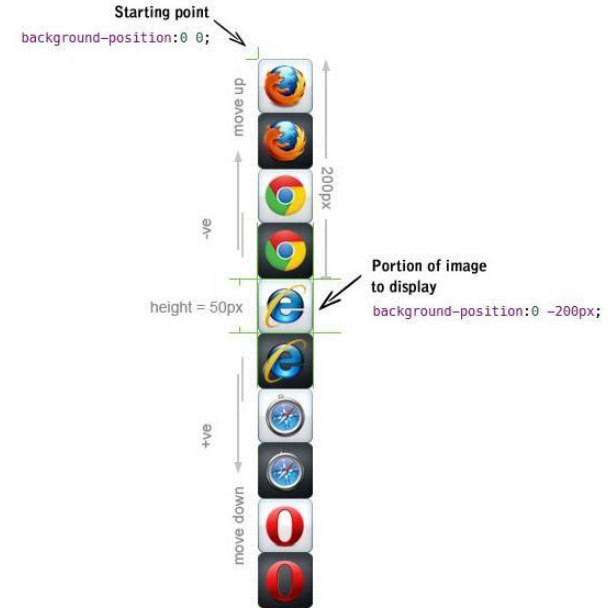 Starting point
background-position:0 0;
move up
-ve
200px
Portion of image
to display
background-position:0 -200px;
height = 50px
+ve
move down